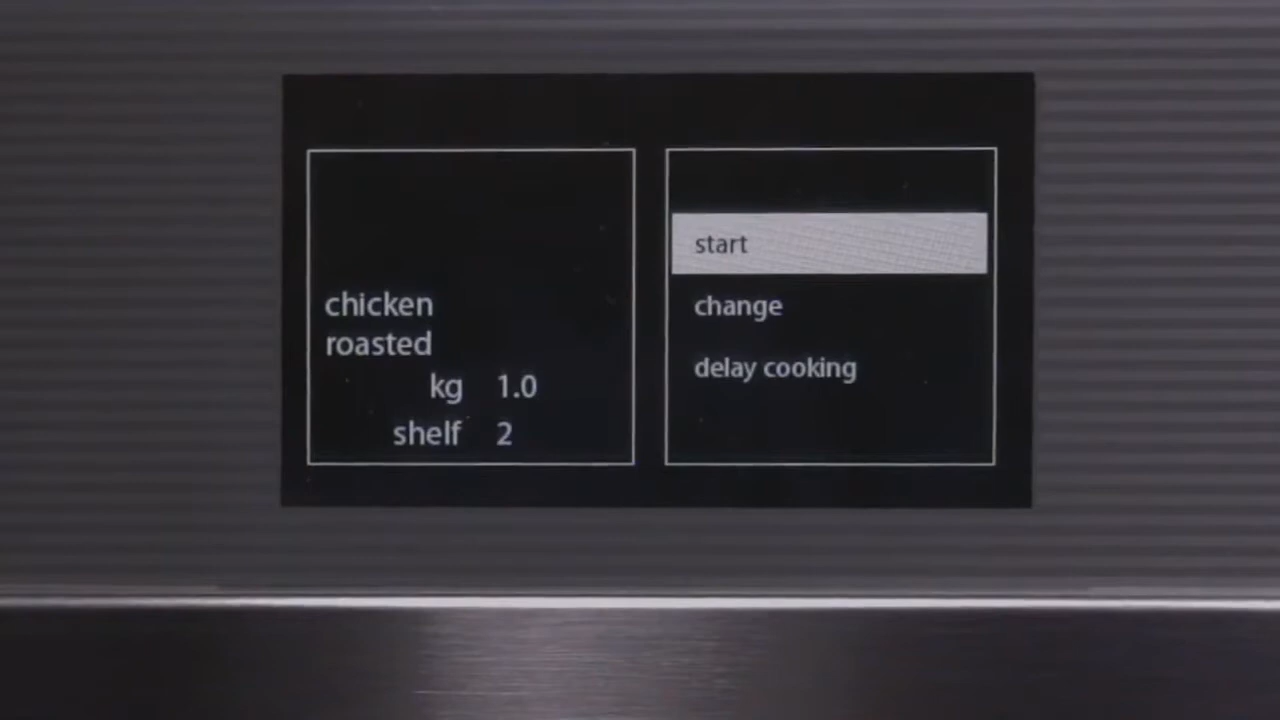 chicken
roasted
kg 1.0
shelf 2
start
change
delay cooking